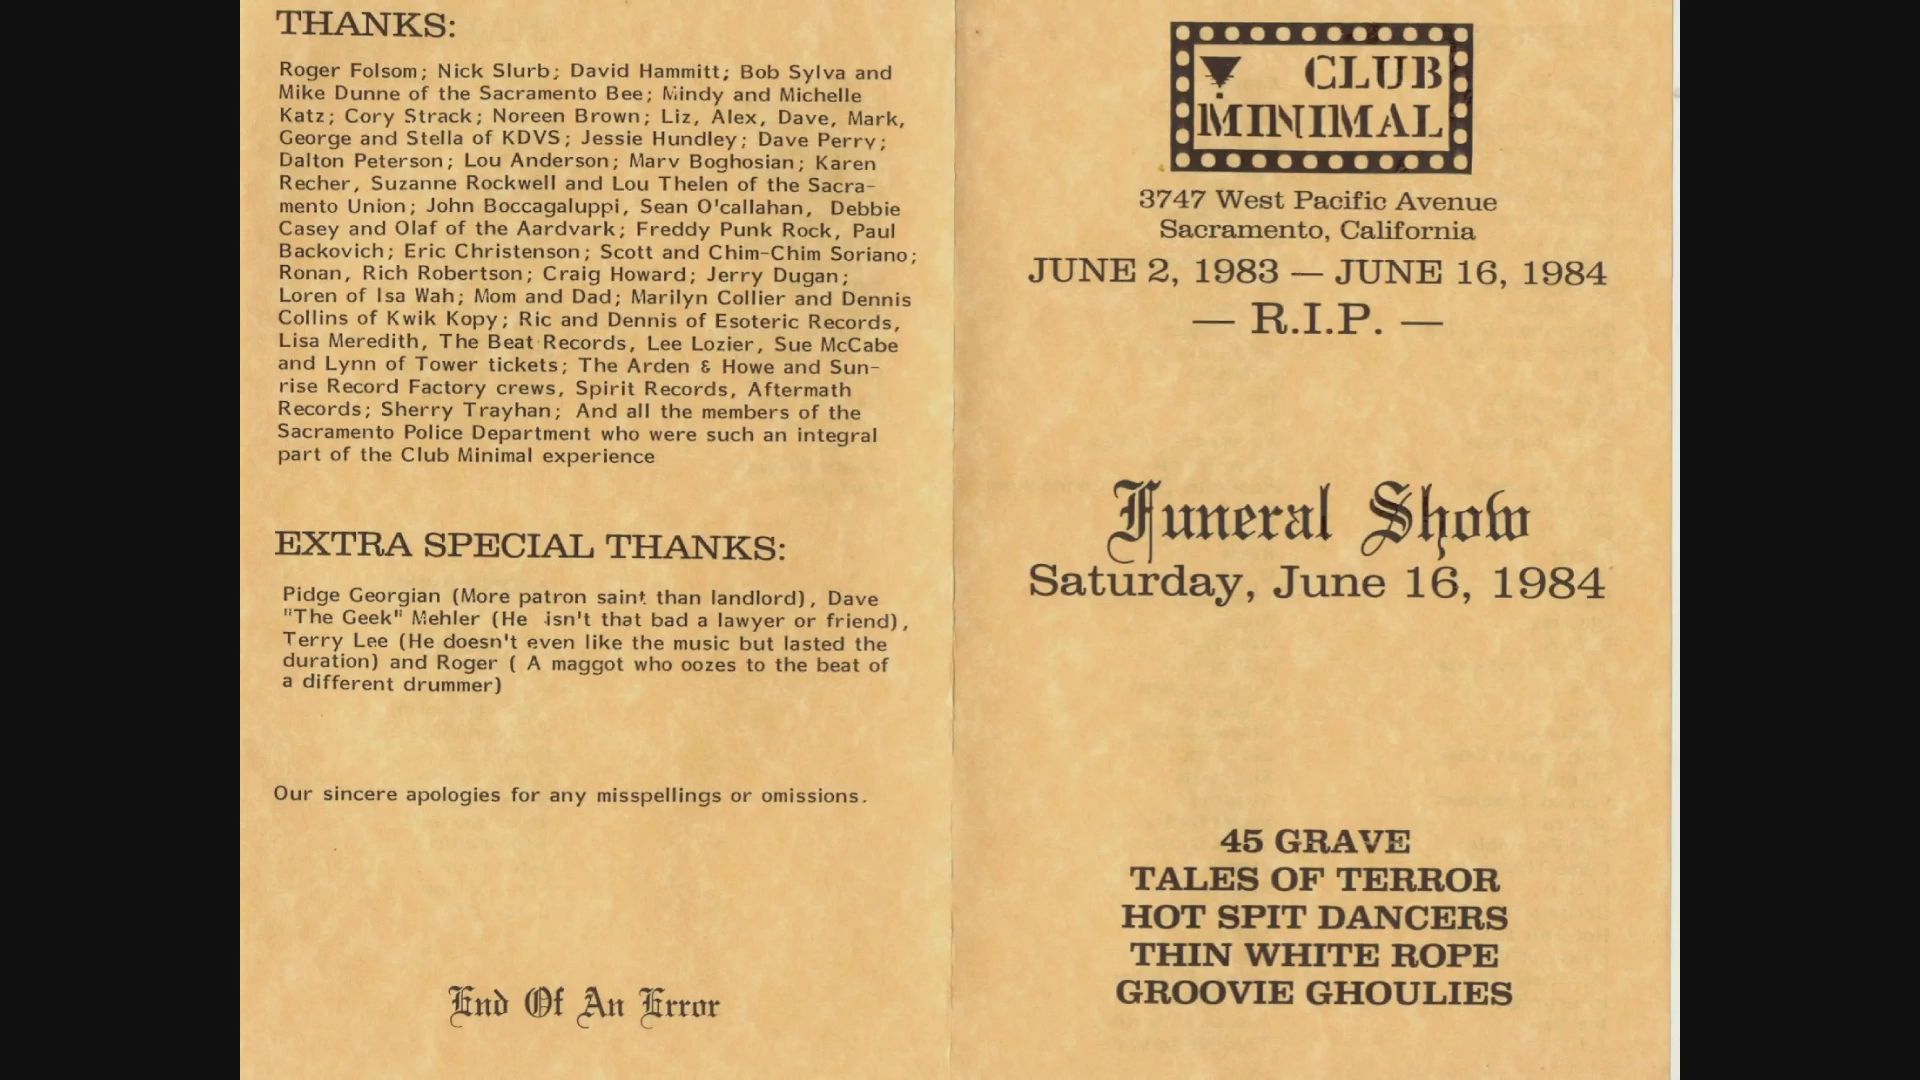 THANKS:
Roger Folsom; Nick Slurb; David Hammitt; Bob Sylva and
Mike Dunne of the Sacramento Bee; Mindy and Michelle
Katz; Cory Strack; Noreen Brown; Liz, Alex, Dave, Mark,
George and Stella of KDVS; Jessie Hundley; Dave Perry;
Dalton Peterson; Lou Anderson; Marv Boghosian; Karen
Recher, Suzanne Rockwell and Lou Thelen of the Sacra-
mento Union; John Boccagaluppi, Sean O'callahan, Debbie
Casey and Olaf of the Aardvark; Freddy Punk Rock, Paul
Backovich; Eric Christenson; Scott and Chim-Chim Soriano;
Ronan, Rich Robertson; Craig Howard; Jerry Dugan;
Loren of Isa Wah; Mom and Dad; Marilyn Collier and Dennis
Collins of Kwik Kopy; Ric and Dennis of Esoteric Records,
Lisa Meredith, The Beat Records, Lee Lozier, Sue McCabe
and Lynn of Tower tickets; The Arden & Howe and Sun-
rise Record Factory crews, Spirit Records, Aftermath
Records; Sherry Trayhan; And all the members of the
Sacramento Police Department who were such an integral
part of the Club Minimal experience
EXTRA SPECIAL THANKS:
Pidge Georgian (More patron saint than landlord), Dave
"The Geek" Mehler (He isn't that bad a lawyer or friend),
Terry Lee (He doesn't even like the music but lasted the
duration) and Roger ( A maggot who oozes to the beat of
a different drummer)
Our sincere apologies for any misspellings or omissions.
End Of An Error
CLUB
MINIMAL
3747 West Pacific Avenue
Sacramento, California
JUNE 2, 1983 — JUNE 16, 1984
— R.I.P. —
Funeral Show
Saturday, June 16, 1984
45 GRAVE
TALES OF TERROR
HOT SPIT DANCERS
THIN WHITE ROPE
GROOVIE GHOULIES